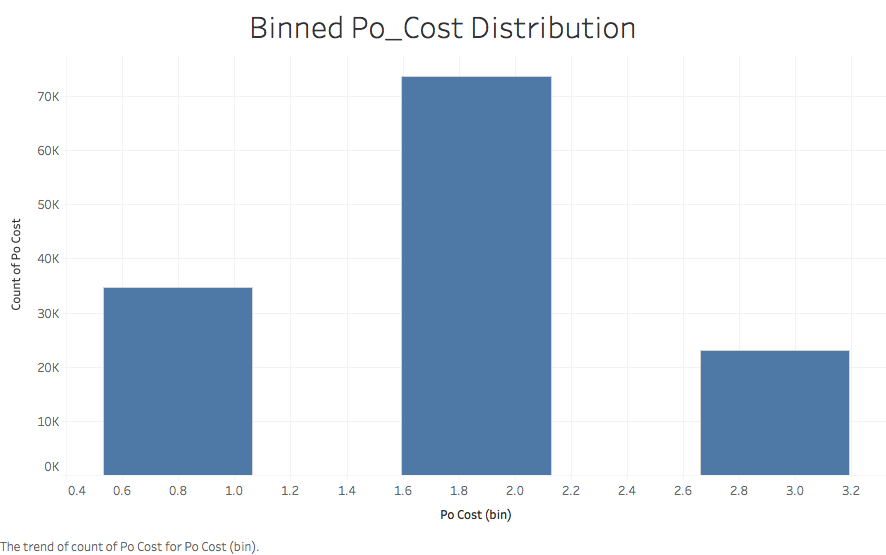 Binned Po_Cost Distribution
Count of Po Cost
70K
60K
50K
40K
30K
20K
10K
0K
0.4 0.6 0.8 1.0 1.2 1.4 1.6 1.8 2.0 2.2 2.4 2.6 2.8 3.0 3.2
Po Cost (bin)
The trend of count of Po Cost for Po Cost (bin).